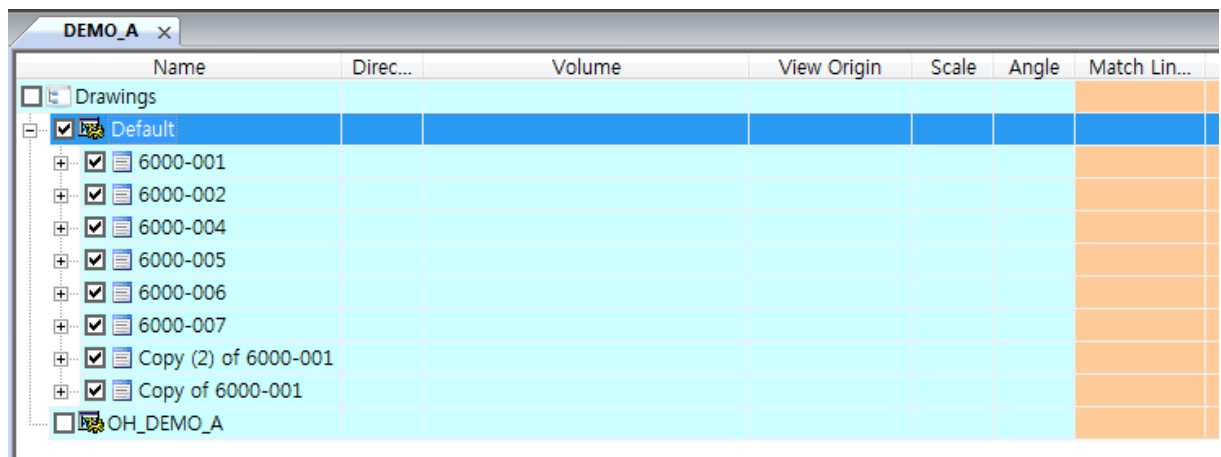 DEMO_A
Name Direc... Volume View Origin Scale Angle Match Lin...
Drawings
Default
6000-001
6000-002
6000-004
6000-005
6000-006
6000-007
Copy (2) of 6000-001
Copy of 6000-001
OH_DEMO_A